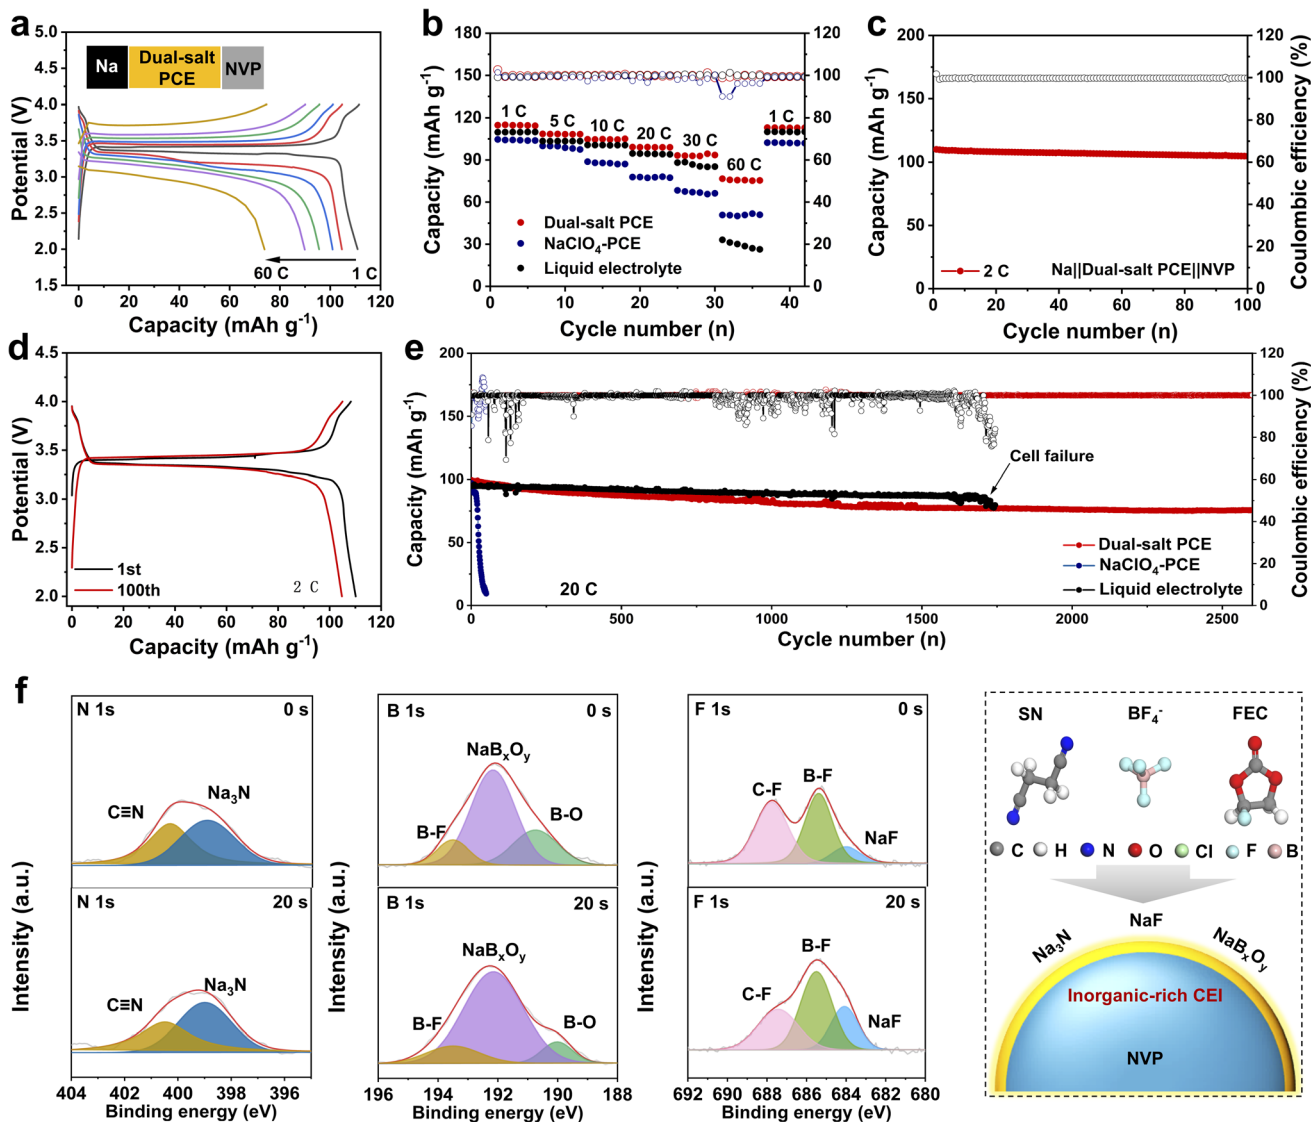 a
5.0
4.5
4.0
3.5
3.0
2.5
2.0
1.5
Potential (V)
Na
Dual-salt
PCE
NVP
60 C
1 C
0 20 40 60 80 100 120
Capacity (mAh g⁻¹)
b
180
150
120
90
60
30
0
Capacity (mAh g⁻¹)
1 C
5 C
10 C
20 C
30 C
60 C
1 C
Dual-salt PCE
NaClO₄-PCE
Liquid electrolyte
120
100
80
60
40
20
0
0 10 20 30 40
Cycle number (n)
c
200
150
100
50
0
Capacity (mAh g⁻¹)
2 C
Na||Dual-salt PCE||NVP
120
100
80
60
40
20
0
Coulombic efficiency (%)
0 20 40 60 80 100
Cycle number (n)
d
4.5
4.0
3.5
3.0
2.5
2.0
Potential (V)
1st
100th
2 C
0 20 40 60 80 100 120
Capacity (mAh g⁻¹)
e
200
150
100
50
0
Capacity (mAh g⁻¹)
Cell failure
Dual-salt PCE
NaClO₄-PCE
Liquid electrolyte
20 C
120
100
80
60
40
20
0
Coulombic efficiency (%)
0 500 1000 1500 2000 2500
Cycle number (n)
f
N 1s
0 s
C≡N
Na₃N
N 1s
20 s
C≡N
Na₃N
Intensity (a.u.)
404 402 400 398 396
Binding energy (eV)
B 1s
0 s
NaBₓOᵧ
B-F
B-O
B 1s
20 s
NaBₓOᵧ
B-F
B-O
Intensity (a.u.)
196 194 192 190 188
Binding energy (eV)
F 1s
0 s
C-F
B-F
NaF
F 1s
20 s
B-F
C-F
NaF
Intensity (a.u.)
692 690 688 686 684 682 680
Binding energy (eV)
SN
BF₄⁻
FEC
C H N O Cl F B
Na₃N
NaF
NaBₓOᵧ
Inorganic-rich CEI
NVP